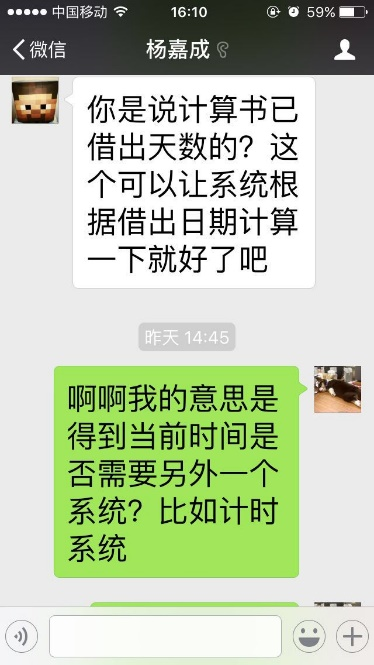 中国移动 16:10 59%
微信 杨嘉成
你是说计算书已
借出天数的？这
个可以让系统根
据借出日期计算
一下就好了吧
昨天 14:45
啊啊我的意思是
得到当前时间是
否需要另外一个
系统？比如计时
系统